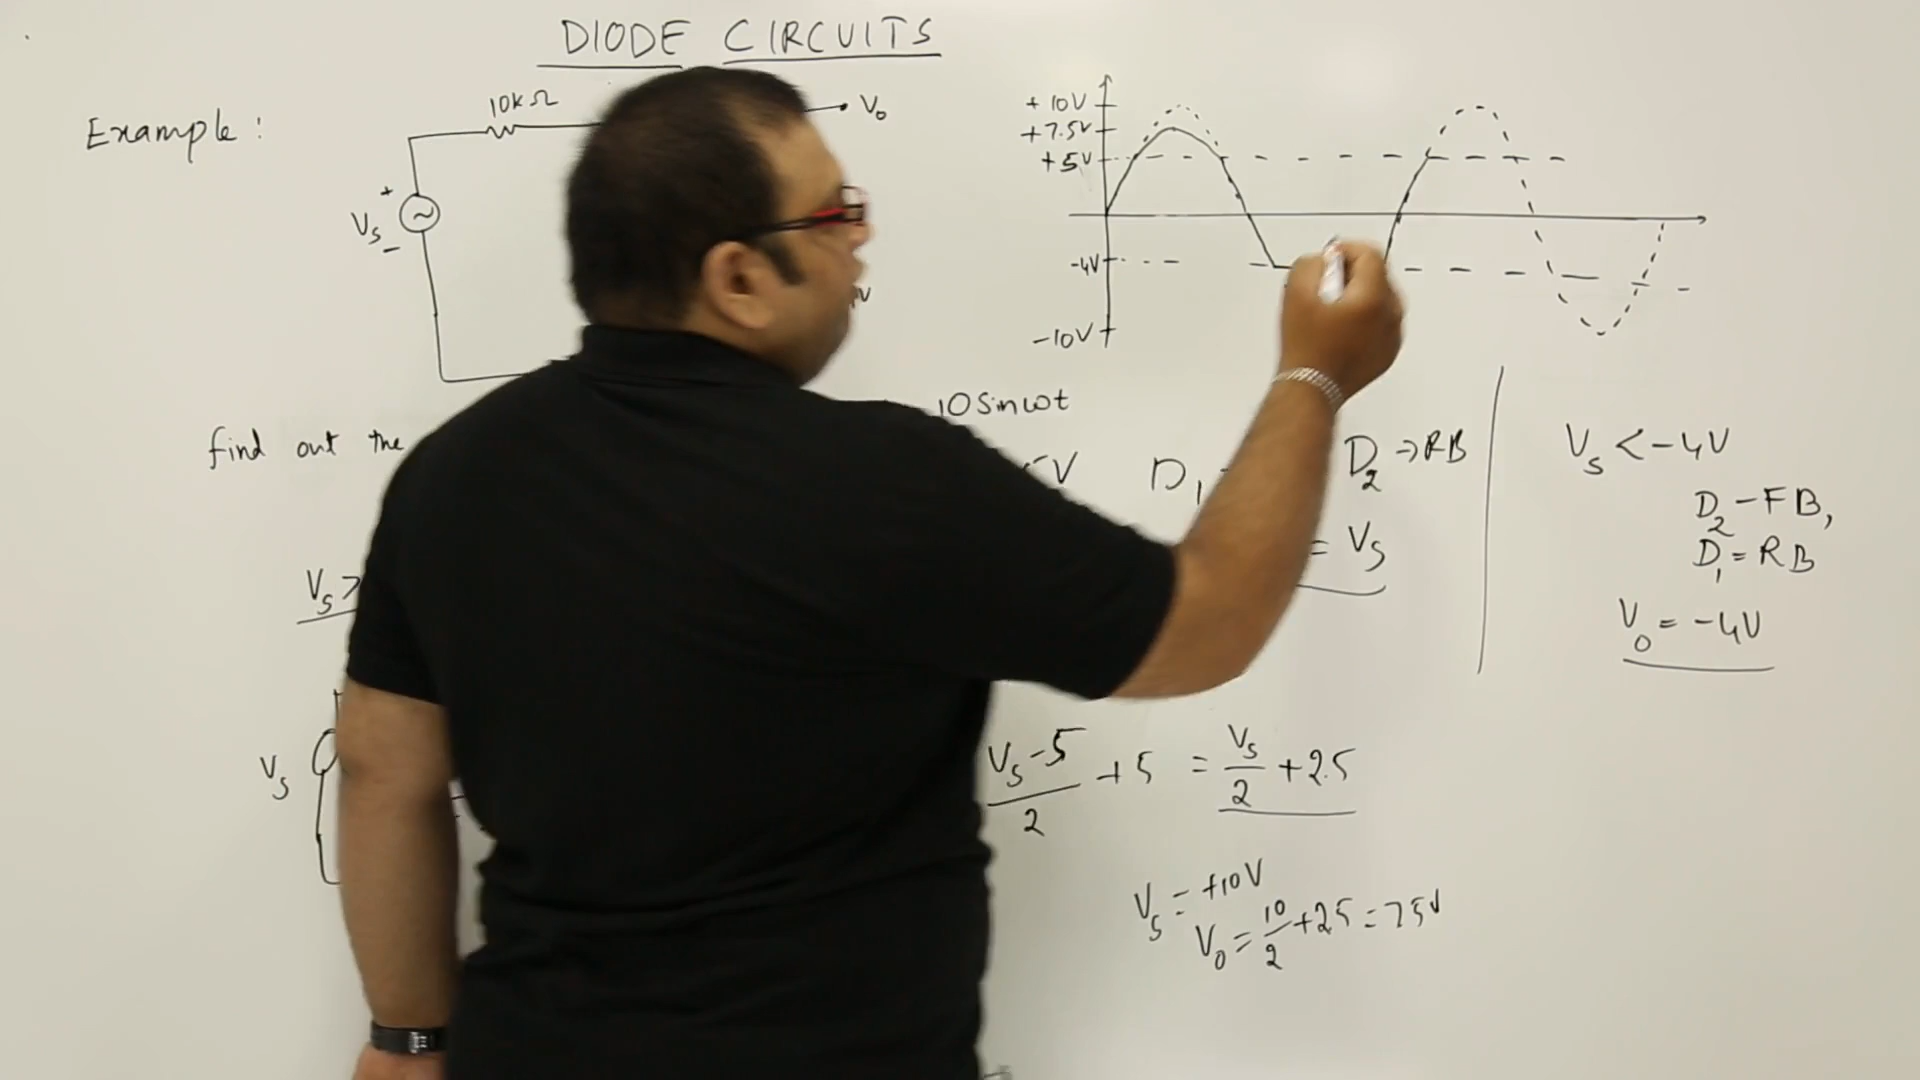 DIODE CIRCUITS
Example:
10kΩ
Vo
+
Vs
−
+10V
+7.5V
+5V
-4V
-10V
10 Sin ωt
find out the
V
D1
D2 → RB
= Vs
Vs < -4V
D2 - FB,
D1 = RB
Vo = -4V
Vs >
Vs
Vs - 5 / 2 + 5 = Vs / 2 + 2.5
Vs = +10V
Vo = 10 / 2 + 2.5 = 7.5V